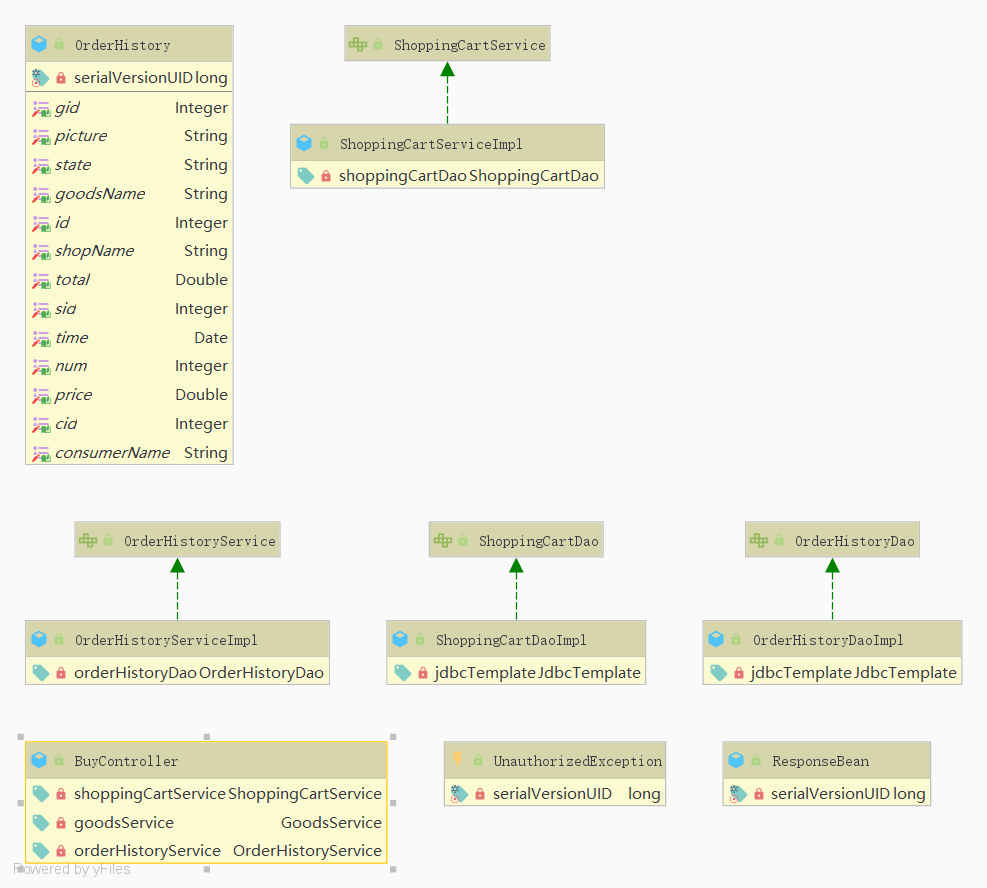 OrderHistory
serialVersionUID long
gid Integer
picture String
state String
goodsName String
id Integer
shopName String
total Double
sid Integer
time Date
num Integer
price Double
cid Integer
consumerName String
ShoppingCartService
ShoppingCartServiceImpl
shoppingCartDao ShoppingCartDao
OrderHistoryService
ShoppingCartDao
OrderHistoryDao
OrderHistoryServiceImpl
orderHistoryDao OrderHistoryDao
ShoppingCartDaoImpl
jdbcTemplate JdbcTemplate
OrderHistoryDaoImpl
jdbcTemplate JdbcTemplate
BuyController
shoppingCartService ShoppingCartService
goodsService GoodsService
orderHistoryService OrderHistoryService
UnauthorizedException
serialVersionUID long
ResponseBean
serialVersionUID long
Powered by yFiles